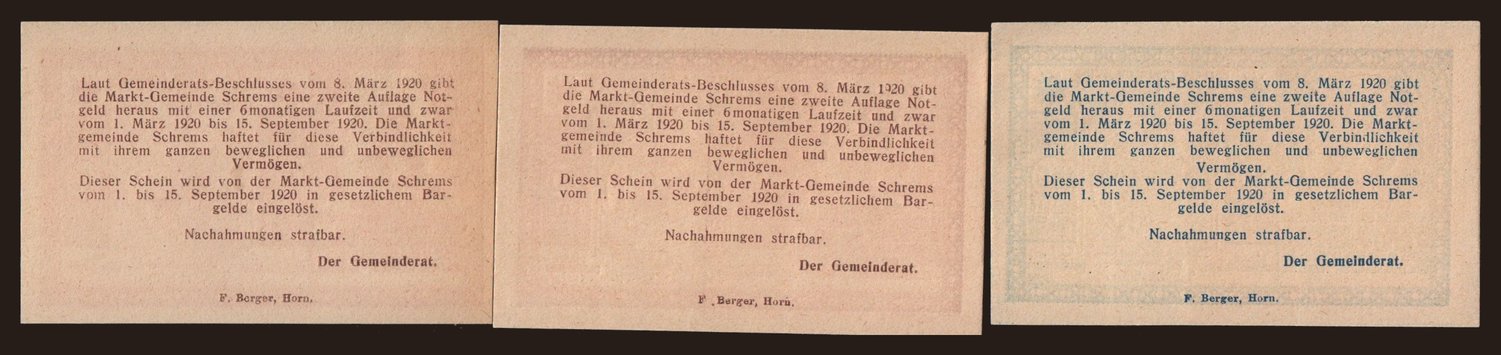 Laut Gemeinderats-Beschlusses vom 8. März 1920 gibt
die Markt-Gemeinde Schrems eine zweite Auflage Not-
geld heraus mit einer 6monatigen Laufzeit und zwar
vom 1. März 1920 bis 15. September 1920. Die Markt-
gemeinde Schrems haftet für diese Verbindlichkeit
mit ihrem ganzen beweglichen und unbeweglichen
Vermögen.
Dieser Schein wird von der Markt-Gemeinde Schrems
vom 1. bis 15. September 1920 in gesetzlichem Bar-
gelde eingelöst.
Nachahmungen strafbar.
Der Gemeinderat.
F. Berger, Horn.
Laut Gemeinderats-Beschlusses vom 8. März 1920 gibt
die Markt-Gemeinde Schrems eine zweite Auflage Not-
geld heraus mit einer 6monatigen Laufzeit und zwar
vom 1. März 1920 bis 15. September 1920. Die Markt-
gemeinde Schrems haftet für diese Verbindlichkeit
mit ihrem ganzen beweglichen und unbeweglichen
Vermögen.
Dieser Schein wird von der Markt-Gemeinde Schrems
vom 1. bis 15. September 1920 in gesetzlichem Bar-
gelde eingelöst.
Nachahmungen strafbar.
Der Gemeinderat.
F. Berger, Horn.
Laut Gemeinderats-Beschlusses vom 8. März 1920 gibt
die Markt-Gemeinde Schrems eine zweite Auflage Not-
geld heraus mit einer 6monatigen Laufzeit und zwar
vom 1. März 1920 bis 15. September 1920. Die Markt-
gemeinde Schrems haftet für diese Verbindlichkeit
mit ihrem ganzen beweglichen und unbeweglichen
Vermögen.
Dieser Schein wird von der Markt-Gemeinde Schrems
vom 1. bis 15. September 1920 in gesetzlichem Bar-
gelde eingelöst.
Nachahmungen strafbar.
Der Gemeinderat.
F. Berger, Horn.